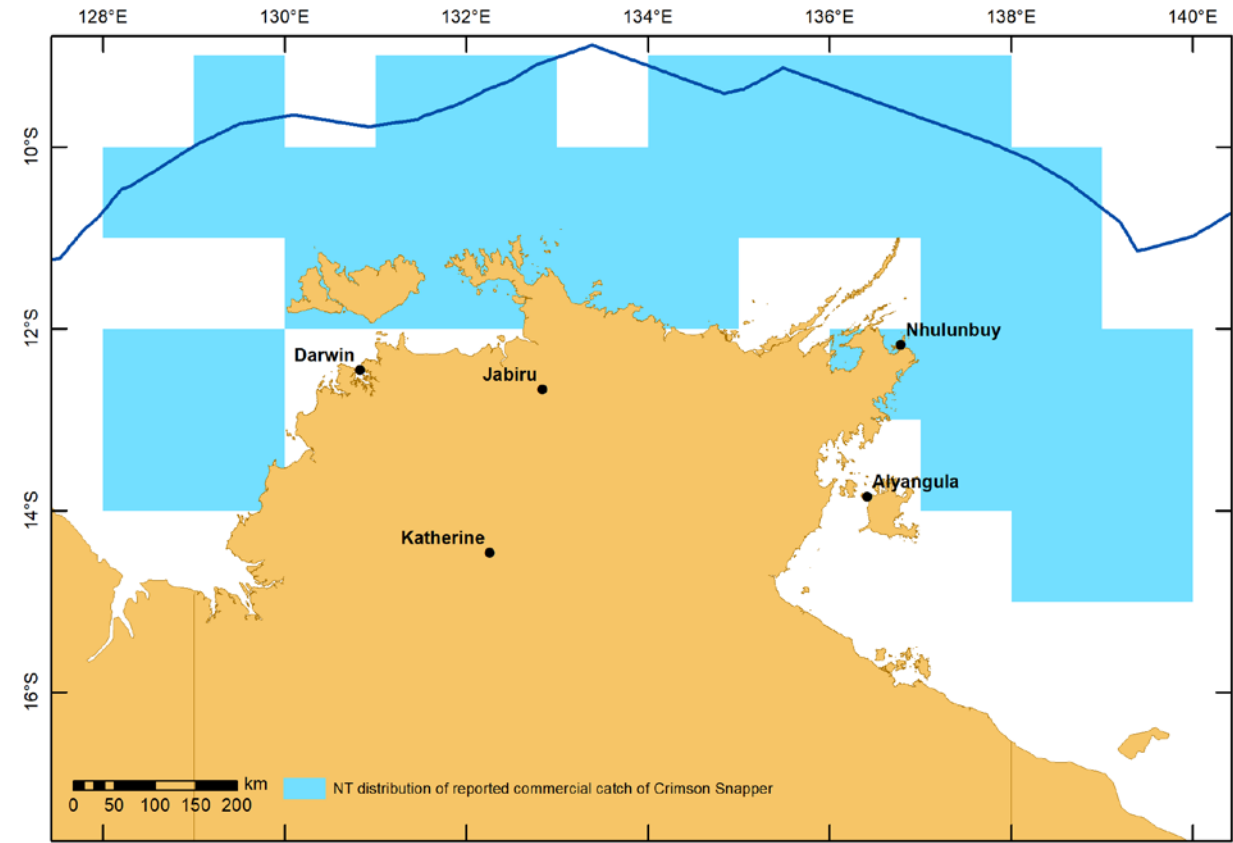 128°E 130°E 132°E 134°E 136°E 138°E 140°E
10°S
12°S
14°S
16°S
Nhulunbuy
Darwin
Jabiru
Alyangula
Katherine
km
0 50 100 150 200
NT distribution of reported commercial catch of Crimson Snapper